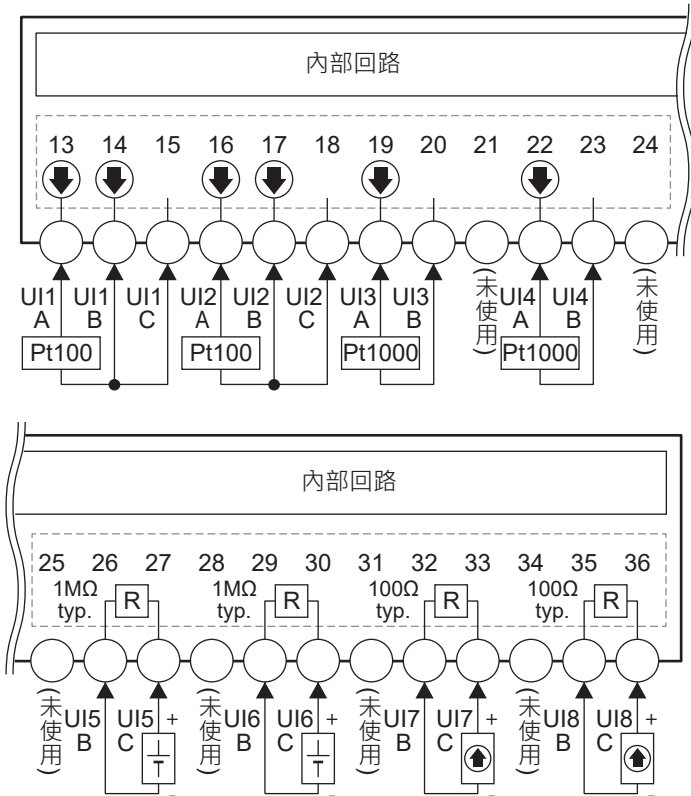 內部回路
13 14 15 16 17 18 19 20 21 22 23 24
UI1 A UI1 B UI1 C UI2 A UI2 B UI2 C UI3 A UI3 B (未使用) UI4 A UI4 B (未使用)
Pt100 Pt100 Pt1000 Pt1000
內部回路
25 26 27 28 29 30 31 32 33 34 35 36
1MΩ typ. R 1MΩ typ. R 100Ω typ. R 100Ω typ. R
(未使用) UI5 B UI5 C + (未使用) UI6 B UI6 C + (未使用) UI7 B UI7 C + (未使用) UI8 B UI8 C +